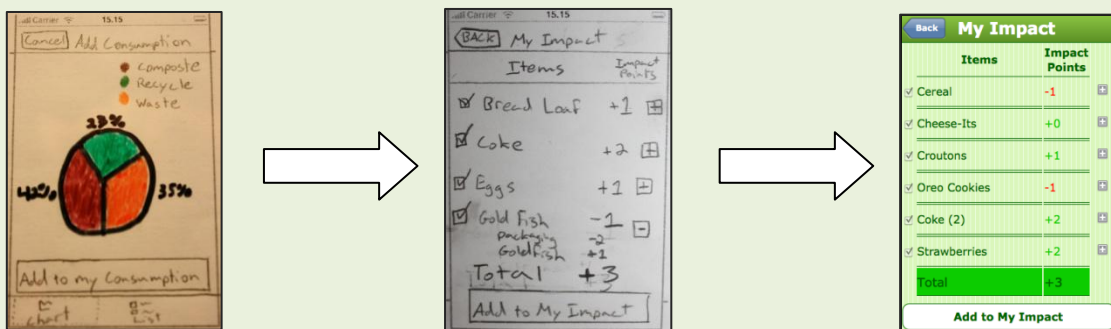 Carrier 15.15
Cancel Add Consumption
Composte
Recycle
Waste
23%
42% 35%
Add to my Consumption
chart List
Carrier 15.15
BACK My Impact
Items Impact Points
Bread Loaf +1 +
Coke +2 +
Eggs +1 +
Gold Fish -1 -
packaging -2
Goldfish +1
Total +3
Add to My Impact
Back My Impact
Items Impact Points
Cereal -1
Cheese-Its +0
Croutons +1
Oreo Cookies -1
Coke (2) +2
Strawberries +2
Total +3
Add to My Impact